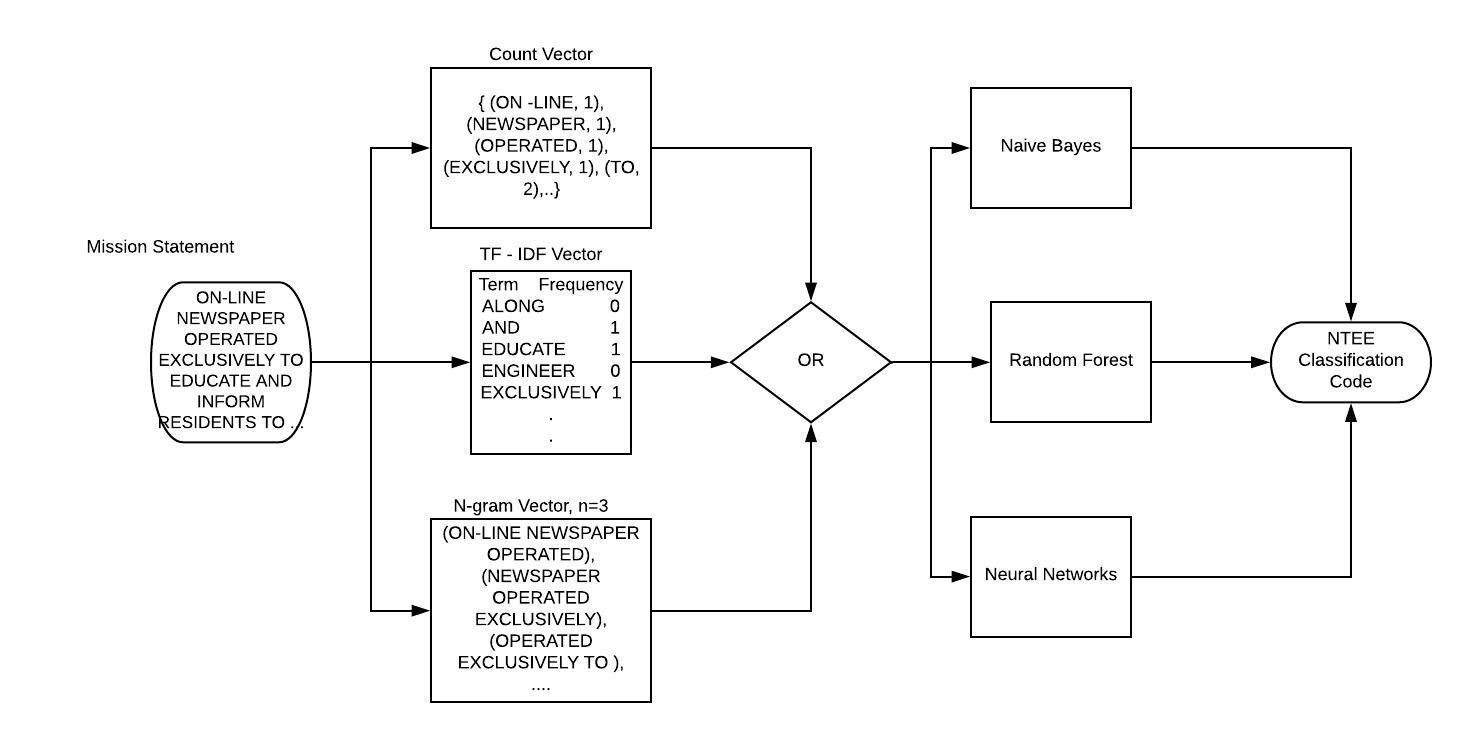 Mission Statement
ON-LINE
NEWSPAPER
OPERATED
EXCLUSIVELY TO
EDUCATE AND
INFORM
RESIDENTS TO ...
Count Vector
{ (ON -LINE, 1),
(NEWSPAPER, 1),
(OPERATED, 1),
(EXCLUSIVELY, 1), (TO,
2),..}
TF - IDF Vector
Term Frequency
ALONG 0
AND 1
EDUCATE 1
ENGINEER 0
EXCLUSIVELY 1
.
.
N-gram Vector, n=3
(ON-LINE NEWSPAPER
OPERATED),
(NEWSPAPER
OPERATED
EXCLUSIVELY),
(OPERATED
EXCLUSIVELY TO ),
....
OR
Naive Bayes
Random Forest
Neural Networks
NTEE
Classification
Code